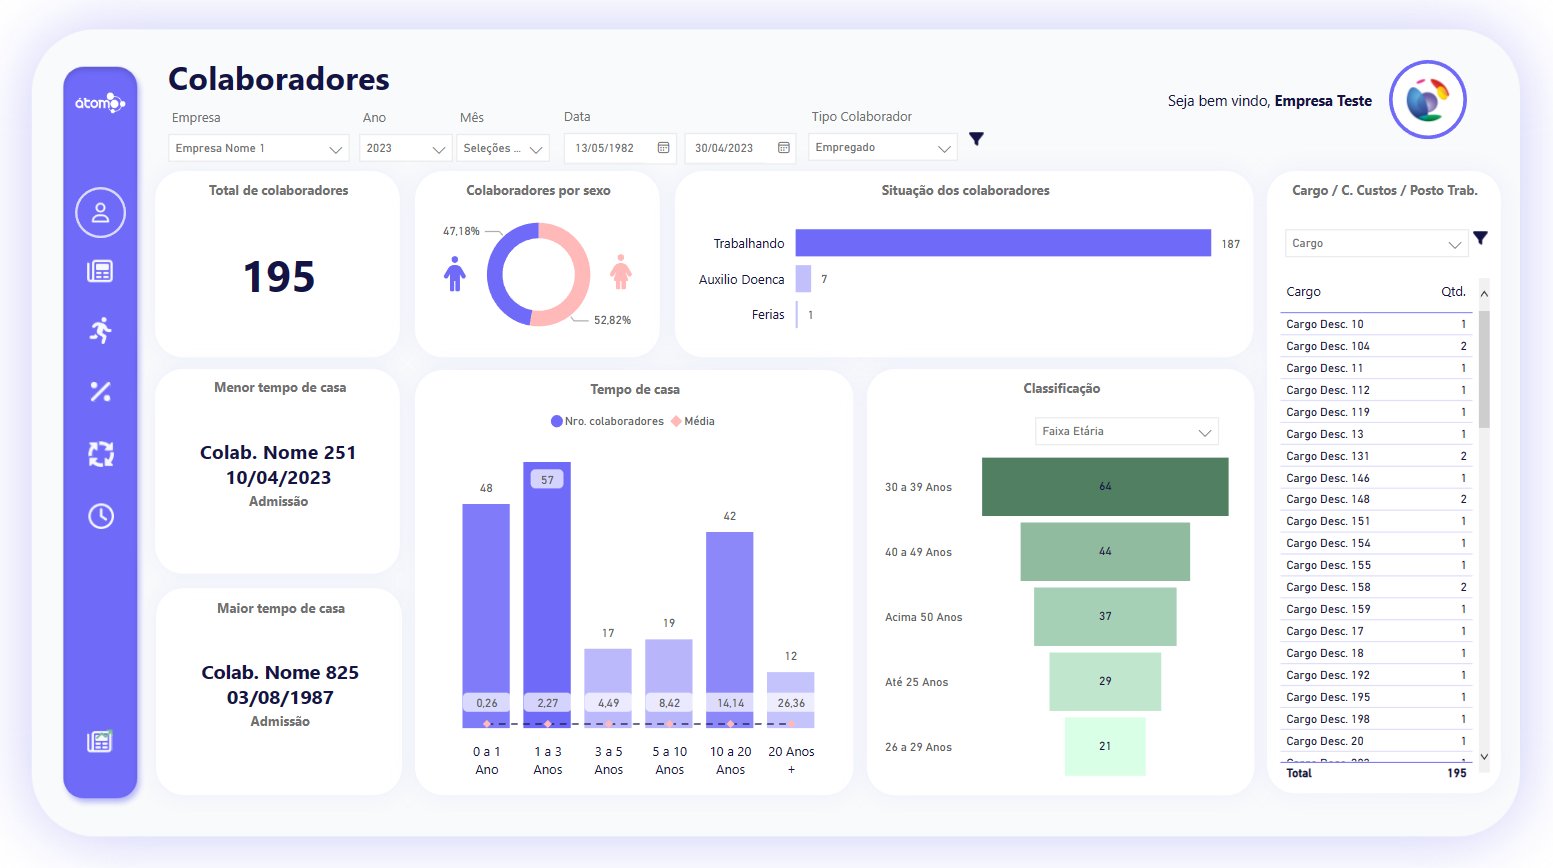 átomo
Colaboradores
Seja bem vindo, Empresa Teste
Empresa
Ano
Mês
Data
Tipo Colaborador
Empresa Nome 1
2023
Seleções ...
13/05/1982
30/04/2023
Empregado
Total de colaboradores
195
Colaboradores por sexo
47,18%
52,82%
Situação dos colaboradores
Trabalhando
187
Auxilio Doenca
7
Ferias
1
Menor tempo de casa
Colab. Nome 251
10/04/2023
Admissão
Maior tempo de casa
Colab. Nome 825
03/08/1987
Admissão
Tempo de casa
Nro. colaboradores
Média
48
57
17
19
42
12
0,26
2,27
4,49
8,42
14,14
26,36
0 a 1
Ano
1 a 3
Anos
3 a 5
Anos
5 a 10
Anos
10 a 20
Anos
20 Anos
+
Classificação
Faixa Etária
30 a 39 Anos
64
40 a 49 Anos
44
Acima 50 Anos
37
Até 25 Anos
29
26 a 29 Anos
21
Cargo / C. Custos / Posto Trab.
Cargo
Cargo Qtd.
Cargo Desc. 10 1
Cargo Desc. 104 2
Cargo Desc. 11 1
Cargo Desc. 112 1
Cargo Desc. 119 1
Cargo Desc. 13 1
Cargo Desc. 131 2
Cargo Desc. 146 1
Cargo Desc. 148 2
Cargo Desc. 151 1
Cargo Desc. 154 1
Cargo Desc. 155 1
Cargo Desc. 158 2
Cargo Desc. 159 1
Cargo Desc. 17 1
Cargo Desc. 18 1
Cargo Desc. 192 1
Cargo Desc. 195 1
Cargo Desc. 198 1
Cargo Desc. 20 1
Total 195